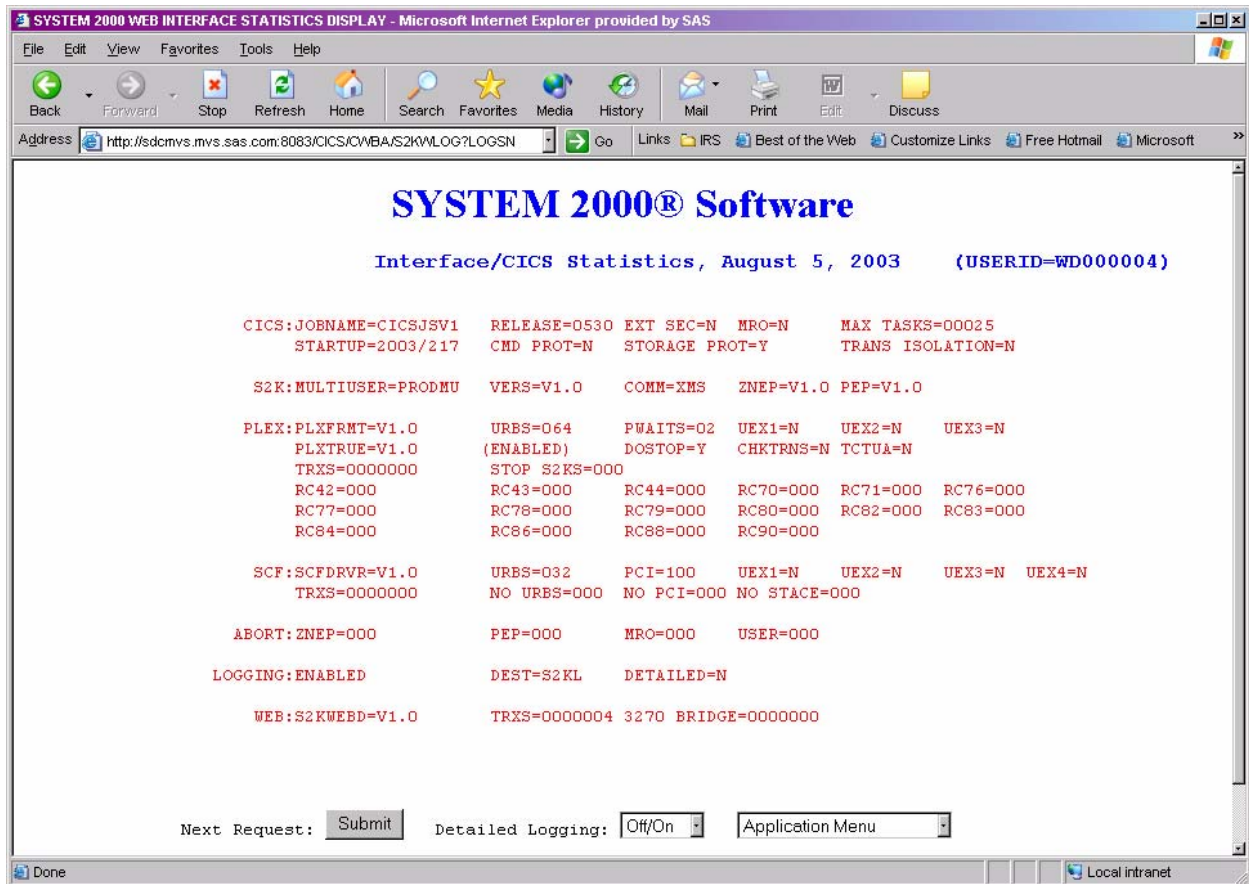 SYSTEM 2000 WEB INTERFACE STATISTICS DISPLAY - Microsoft Internet Explorer provided by SAS
File Edit View Favorites Tools Help
Back Forward Stop Refresh Home Search Favorites Media History Mail Print Edit Discuss
Address http://sdcmvs.mvs.sas.com:8083/CICS/CWBA/S2KWLOG?LOGSN Go Links IRS Best of the Web Customize Links Free Hotmail Microsoft »
SYSTEM 2000® Software
Interface/CICS Statistics, August 5, 2003 (USERID=WD000004)
CICS:JOBNAME=CICSJSV1 RELEASE=0530 EXT SEC=N MRO=N MAX TASKS=00025
STARTUP=2003/217 CMD PROT=N STORAGE PROT=Y TRANS ISOLATION=N
S2K:MULTIUSER=PRODMU VERS=V1.0 COMM=XMS ZNEP=V1.0 PEP=V1.0
PLEX:PLXFRMT=V1.0 URBS=064 PWAITS=02 UEX1=N UEX2=N UEX3=N
PLXTRUE=V1.0 (ENABLED) DOSTOP=Y CHKTRNS=N TCTUA=N
TRXS=0000000 STOP S2KS=000
RC42=000 RC43=000 RC44=000 RC70=000 RC71=000 RC76=000
RC77=000 RC78=000 RC79=000 RC80=000 RC82=000 RC83=000
RC84=000 RC86=000 RC88=000 RC90=000
SCF:SCFDRVR=V1.0 URBS=032 PCI=100 UEX1=N UEX2=N UEX3=N UEX4=N
TRXS=0000000 NO URBS=000 NO PCI=000 NO STACE=000
ABORT:ZNEP=000 PEP=000 MRO=000 USER=000
LOGGING:ENABLED DEST=S2KL DETAILED=N
WEB:S2KWEBD=V1.0 TRXS=0000004 3270 BRIDGE=0000000
Next Request: Submit Detailed Logging: Off/On Application Menu
Done Local intranet